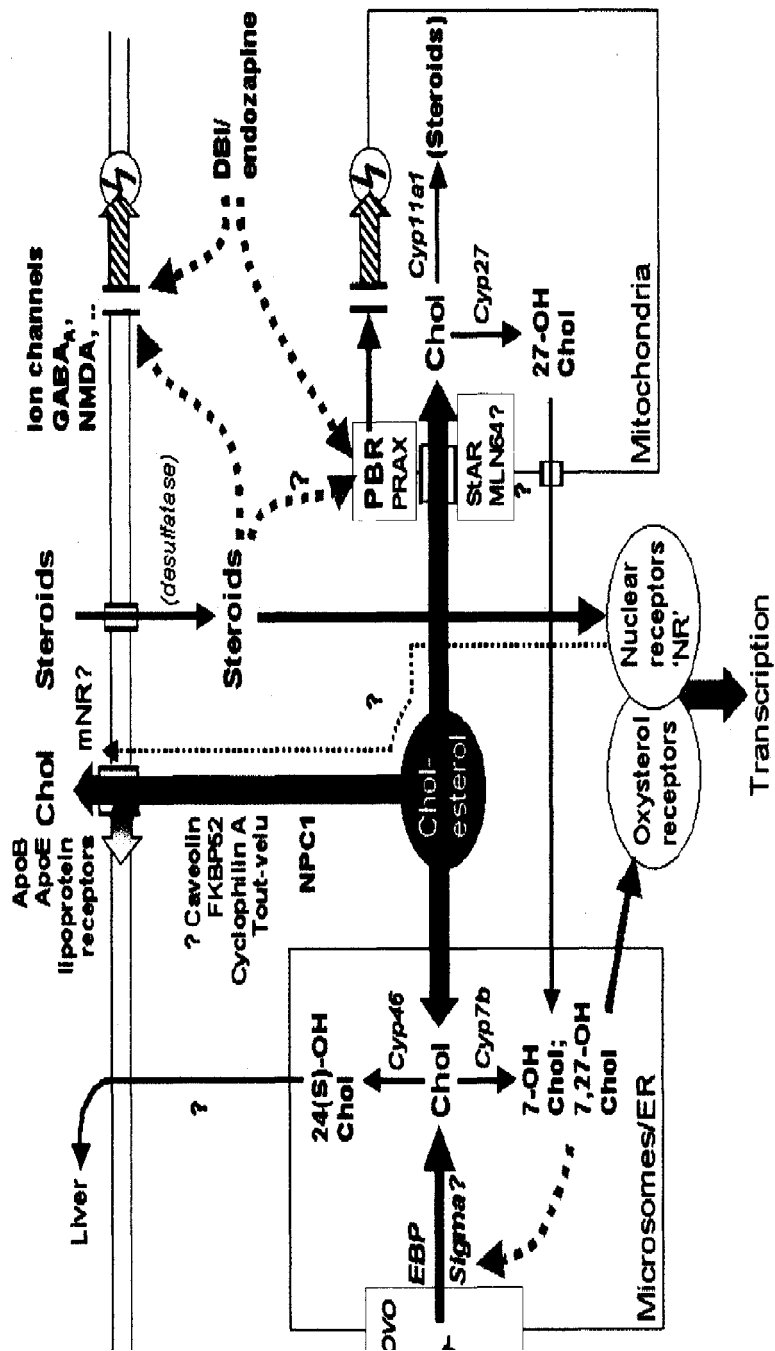 Liver
ApoB
ApoE
lipoprotein
receptors
Chol
mNR?
Steroids
Ion channels
GABA_A,
NMDA, ..
?
? Caveolin
FKBP52
Cyclophilin A
Tout-velu
NPC1
(desulfatase)
Steroids
?
DBI/
endozapine
24(S)-OH
Chol
Cyp46
Chol
Cyp7b
7-OH
Chol;
7,27-OH
Chol
EBP
Sigma?
OVO
Microsomes/ER
Chol-
esterol
?
PBR
PRAX
StAR
MLN64?
?
Chol
Cyp11a1
(Steroids)
Cyp27
27-OH
Chol
Mitochondria
Oxysterol
receptors
Nuclear
receptors
'NR'
Transcription